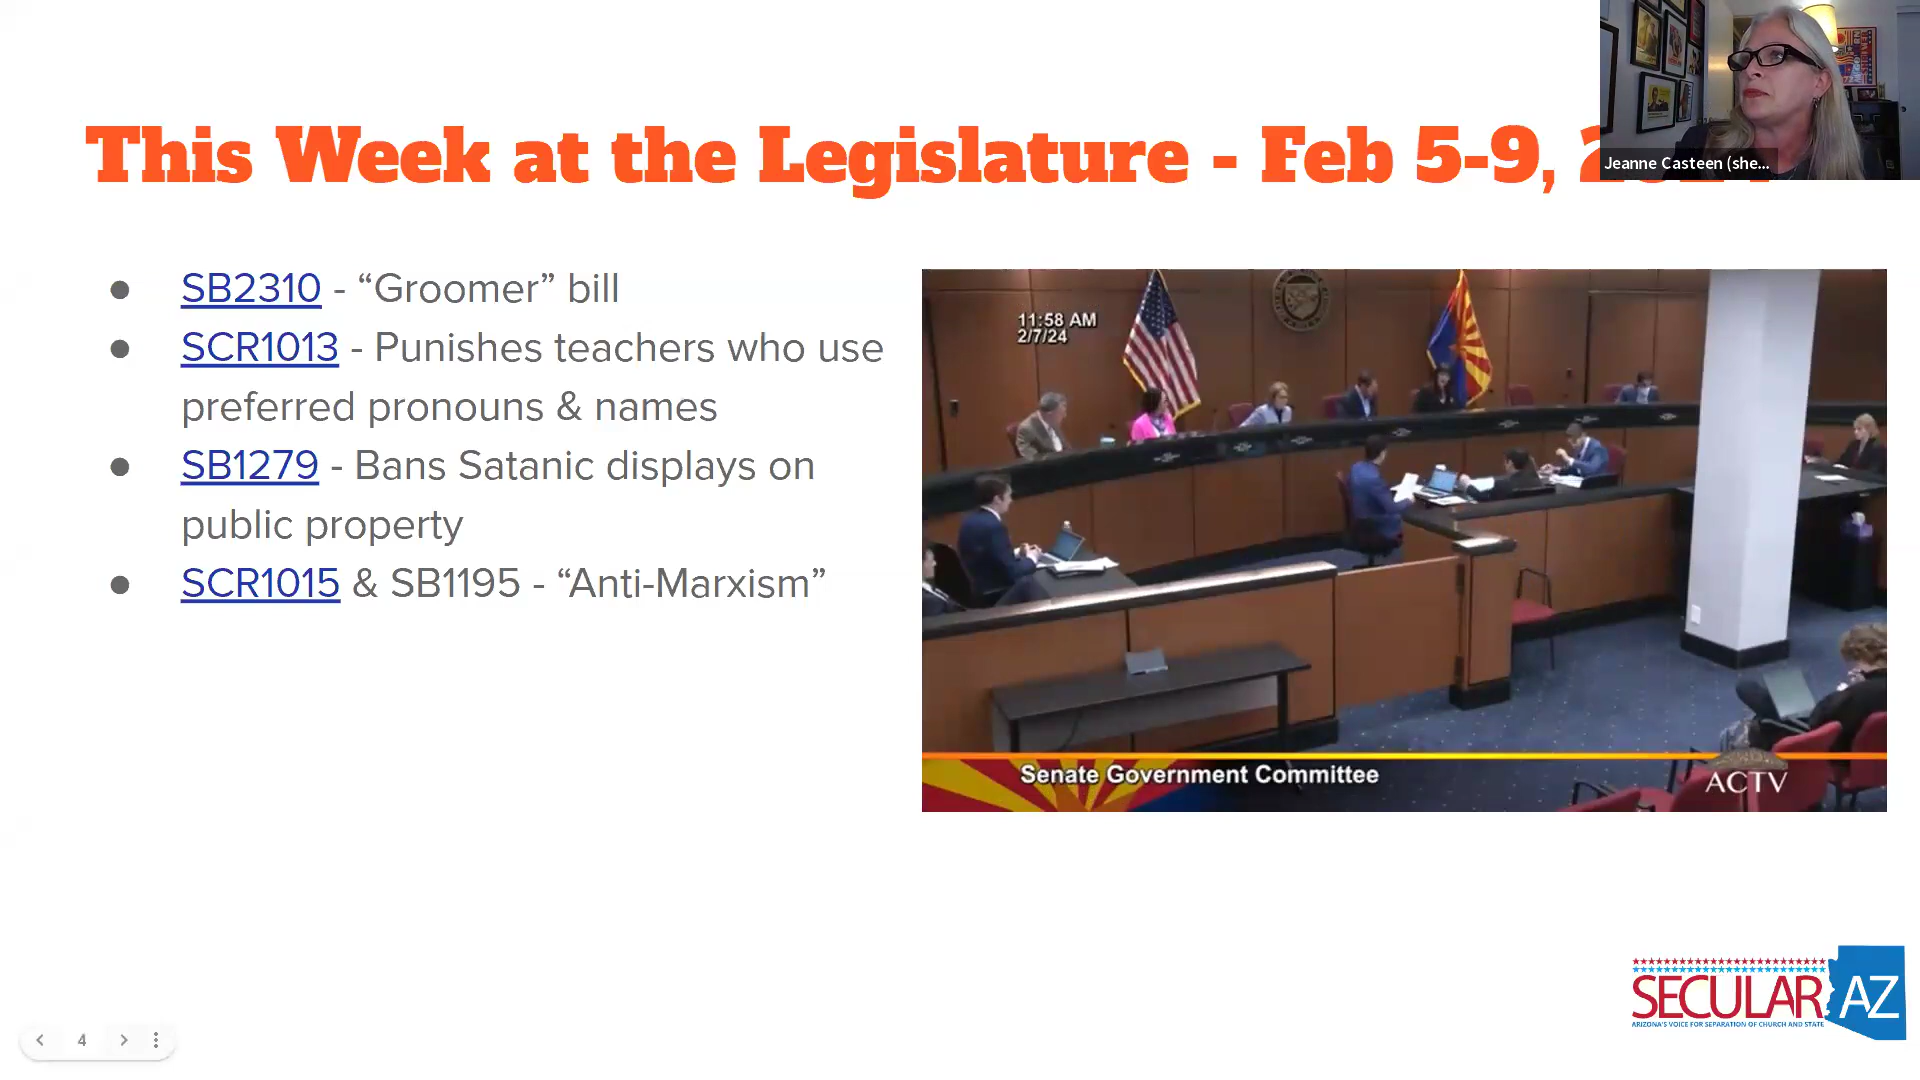 This Week at the Legislature - Feb 5-9,
Jeanne Casteen (she...
SB2310 - “Groomer” bill
SCR1013 - Punishes teachers who use
preferred pronouns & names
SB1279 - Bans Satanic displays on
public property
SCR1015 & SB1195 - “Anti-Marxism”
11:58 AM
2/7/24
Senate Government Committee
ACTV
SECULAR AZ
ARIZONA'S VOICE FOR SEPARATION OF CHURCH AND STATE
4